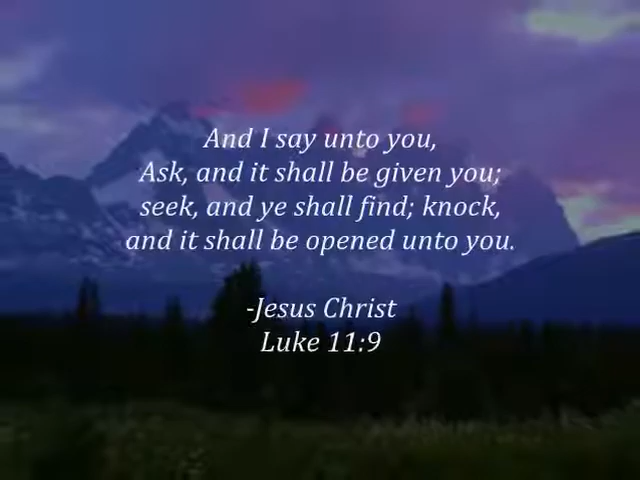 And I say unto you,
Ask, and it shall be given you;
seek, and ye shall find; knock,
and it shall be opened unto you.
-Jesus Christ
Luke 11:9